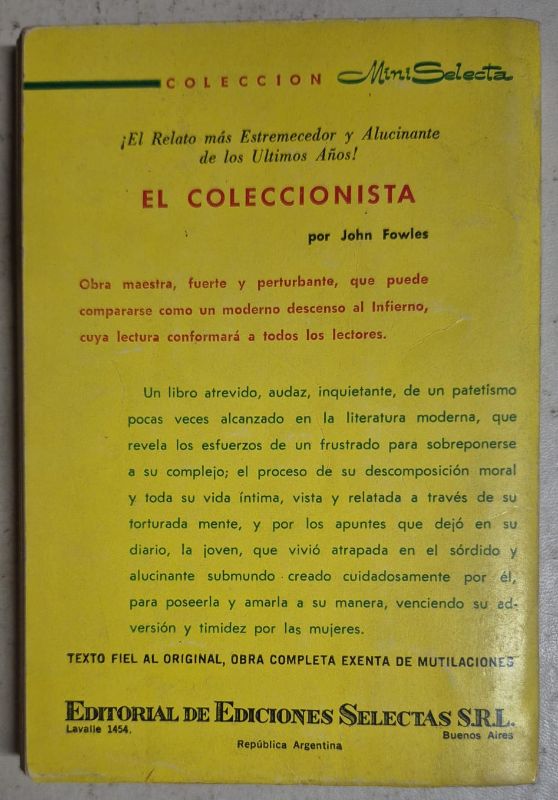 COLECCION MiniSelecta
¡El Relato más Estremecedor y Alucinante
de los Ultimos Años!
EL COLECCIONISTA
por John Fowles
Obra maestra, fuerte y perturbante, que puede
compararse como un moderno descenso al Infierno,
cuya lectura conformará a todos los lectores.
Un libro atrevido, audaz, inquietante, de un patetismo
pocas veces alcanzado en la literatura moderna, que
revela los esfuerzos de un frustrado para sobreponerse
a su complejo; el proceso de su descomposición moral
y toda su vida íntima, vista y relatada a través de su
torturada mente, y por los apuntes que dejó en su
diario, la joven, que vivió atrapada en el sórdido y
alucinante submundo creado cuidadosamente por él,
para poseerla y amarla a su manera, venciendo su ad-
versión y timidez por las mujeres.
TEXTO FIEL AL ORIGINAL, OBRA COMPLETA EXENTA DE MUTILACIONES
EDITORIAL DE EDICIONES SELECTAS S.R.L.
Lavalle 1454. Buenos Aires
República Argentina